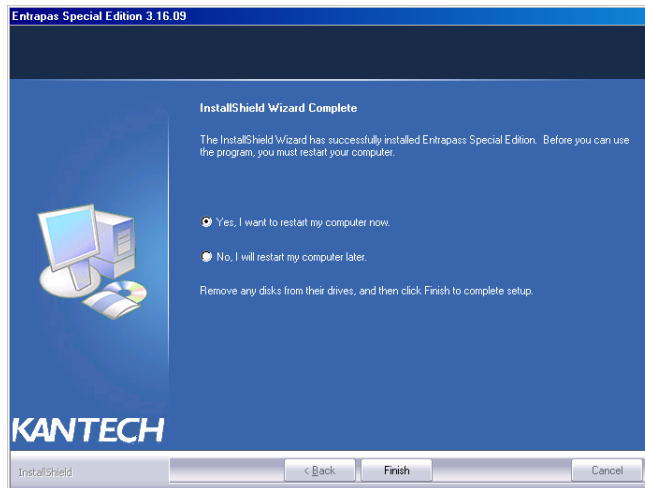 Entrapas Special Edition 3.16.09
InstallShield Wizard Complete
The InstallShield Wizard has successfully installed Entrapass Special Edition. Before you can use
the program, you must restart your computer.
Yes, I want to restart my computer now.
No, I will restart my computer later.
Remove any disks from their drives, and then click Finish to complete setup.
KANTECH
InstallShield
< Back
Finish
Cancel